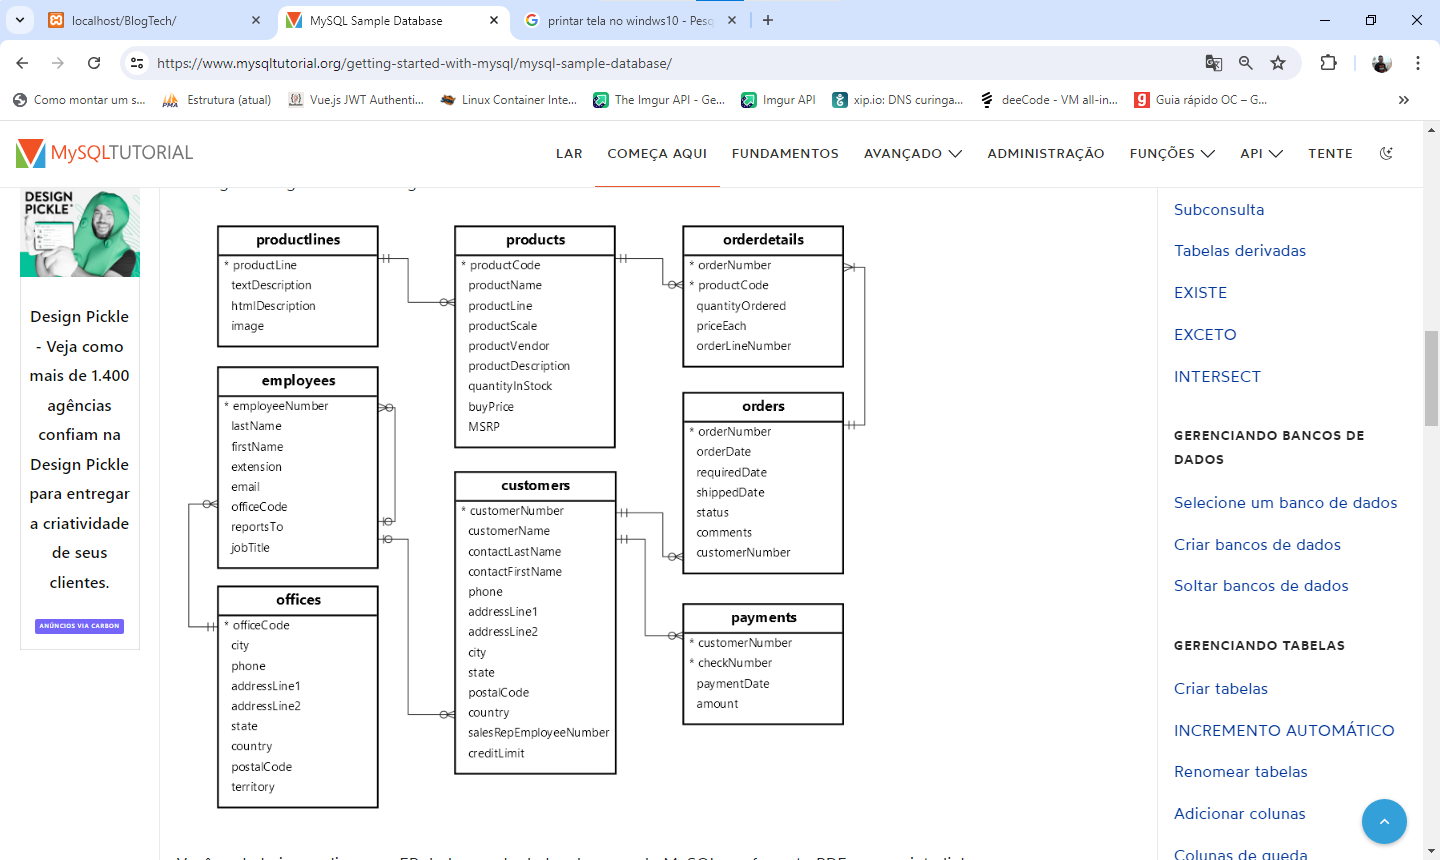 localhost/BlogTech/
MySQL Sample Database
printar tela no windws10 - Pesq
https://www.mysqltutorial.org/getting-started-with-mysql/mysql-sample-database/
Como montar um s...
Estrutura (atual)
Vue.js JWT Authenti...
Linux Container Inte...
The Imgur API - Ge...
Imgur API
xip.io: DNS curinga...
deeCode - VM all-in...
Guia rápido OC – G...
MySQLTUTORIAL
LAR
COMEÇA AQUI
FUNDAMENTOS
AVANÇADO
ADMINISTRAÇÃO
FUNÇÕES
API
TENTE
DESIGN
PICKLE
Design Pickle
- Veja como
mais de 1.400
agências
confiam na
Design Pickle
para entregar
a criatividade
de seus
clientes.
ANÚNCIOS VIA CARBON
productlines
* productLine
textDescription
htmlDescription
image
employees
* employeeNumber
lastName
firstName
extension
email
officeCode
reportsTo
jobTitle
offices
* officeCode
city
phone
addressLine1
addressLine2
state
country
postalCode
territory
products
* productCode
productName
productLine
productScale
productVendor
productDescription
quantityInStock
buyPrice
MSRP
customers
* customerNumber
customerName
contactLastName
contactFirstName
phone
addressLine1
addressLine2
city
state
postalCode
country
salesRepEmployeeNumber
creditLimit
orderdetails
* orderNumber
* productCode
quantityOrdered
priceEach
orderLineNumber
orders
* orderNumber
orderDate
requiredDate
shippedDate
status
comments
customerNumber
payments
* customerNumber
* checkNumber
paymentDate
amount
Subconsulta
Tabelas derivadas
EXISTE
EXCETO
INTERSECT
GERENCIANDO BANCOS DE
DADOS
Selecione um banco de dados
Criar bancos de dados
Soltar bancos de dados
GERENCIANDO TABELAS
Criar tabelas
INCREMENTO AUTOMÁTICO
Renomear tabelas
Adicionar colunas
Colunas de queda